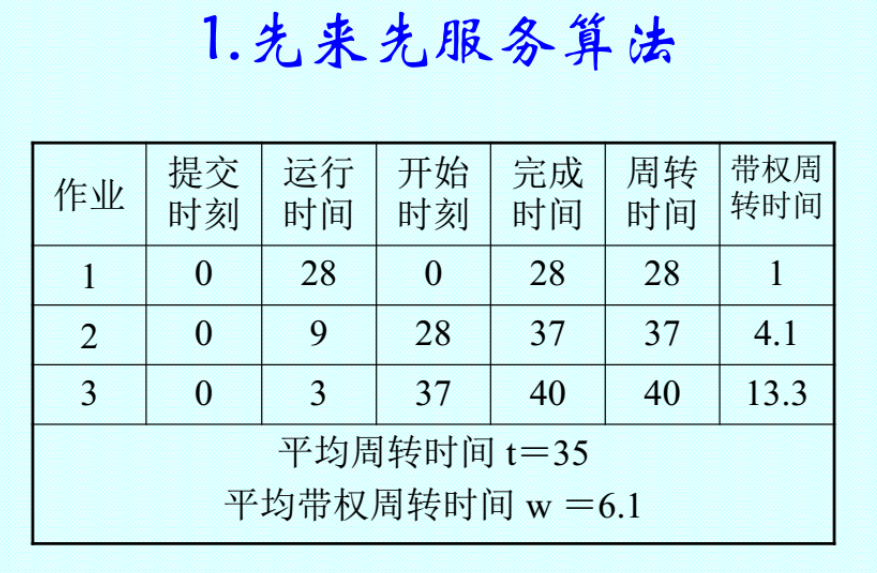 1.先来先服务算法
作业 提交时刻 运行时间 开始时刻 完成时间 周转时间 带权周转时间
1 0 28 0 28 28 1
2 0 9 28 37 37 4.1
3 0 3 37 40 40 13.3
平均周转时间 t＝35
平均带权周转时间 w ＝6.1